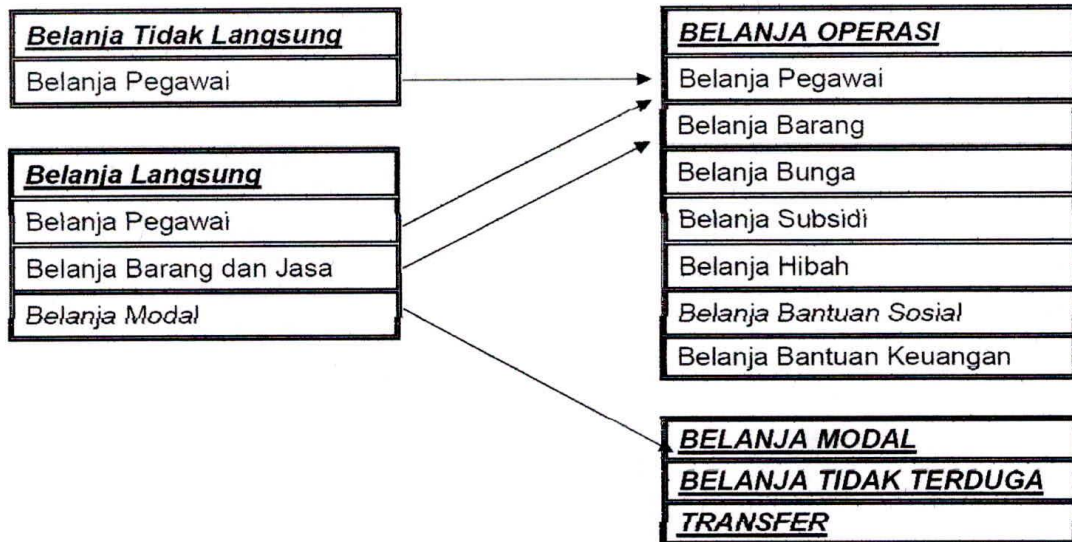 Belanja Tidak Langsung
Belanja Pegawai
Belanja Langsung
Belanja Pegawai
Belanja Barang dan Jasa
Belanja Modal
BELANJA OPERASI
Belanja Pegawai
Belanja Barang
Belanja Bunga
Belanja Subsidi
Belanja Hibah
Belanja Bantuan Sosial
Belanja Bantuan Keuangan
BELANJA MODAL
BELANJA TIDAK TERDUGA
TRANSFER